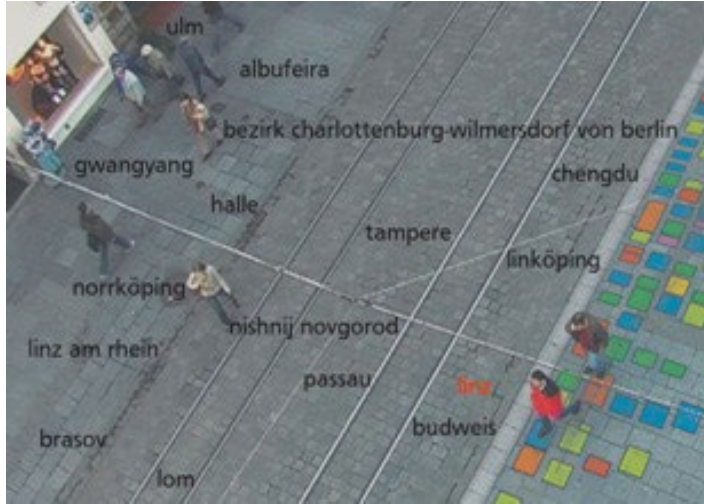 ulm
albufeira
bezirk charlottenburg-wilmersdorf von berlin
gwangyang
chengdu
halle
tampere
linköping
norrköping
nishnij novgorod
linz am rhein
passau
linz
budweis
brasov
lom